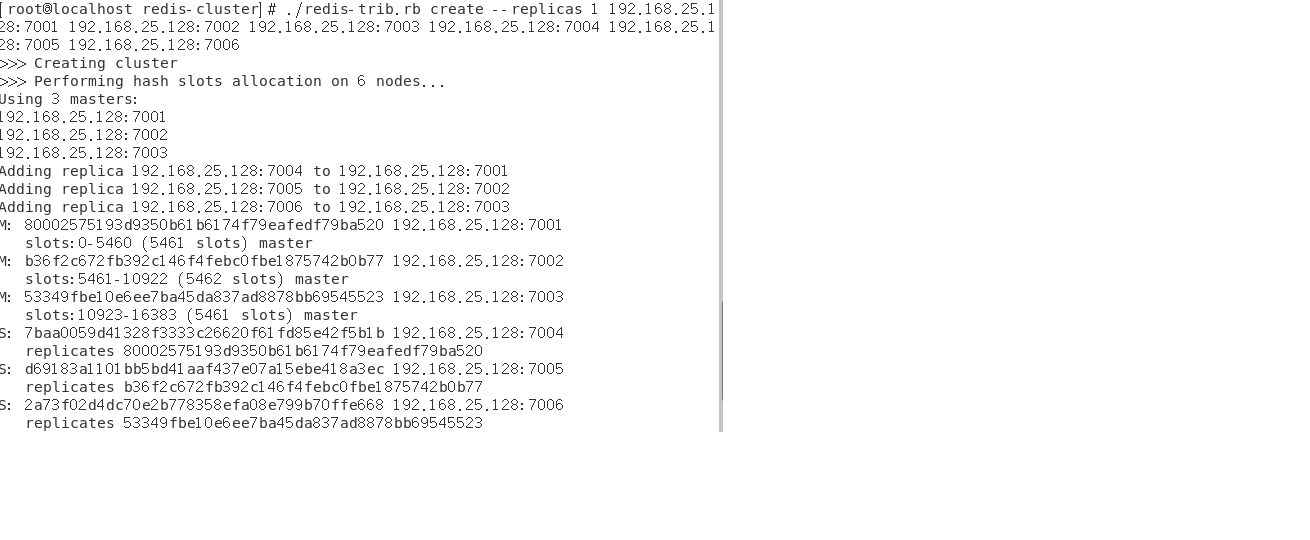 [root@localhost redis-cluster]# ./redis-trib.rb create --replicas 1 192.168.25.1
28:7001 192.168.25.128:7002 192.168.25.128:7003 192.168.25.128:7004 192.168.25.1
28:7005 192.168.25.128:7006
>>> Creating cluster
>>> Performing hash slots allocation on 6 nodes...
Using 3 masters:
192.168.25.128:7001
192.168.25.128:7002
192.168.25.128:7003
Adding replica 192.168.25.128:7004 to 192.168.25.128:7001
Adding replica 192.168.25.128:7005 to 192.168.25.128:7002
Adding replica 192.168.25.128:7006 to 192.168.25.128:7003
M: 80002575193d9350b61b6174f79eafedf79ba520 192.168.25.128:7001
   slots:0-5460 (5461 slots) master
M: b36f2c672fb392c146f4febc0fbe1875742b0b77 192.168.25.128:7002
   slots:5461-10922 (5462 slots) master
M: 53349fbe10e6ee7ba45da837ad8878bb69545523 192.168.25.128:7003
   slots:10923-16383 (5461 slots) master
S: 7baa0059d41328f3333c26620f61fd85e42f5b1b 192.168.25.128:7004
   replicates 80002575193d9350b61b6174f79eafedf79ba520
S: d69183a1101bb5bd41aaf437e07a15ebe418a3ec 192.168.25.128:7005
   replicates b36f2c672fb392c146f4febc0fbe1875742b0b77
S: 2a73f02d4dc70e2b778358efa08e799b70ffe668 192.168.25.128:7006
   replicates 53349fbe10e6ee7ba45da837ad8878bb69545523